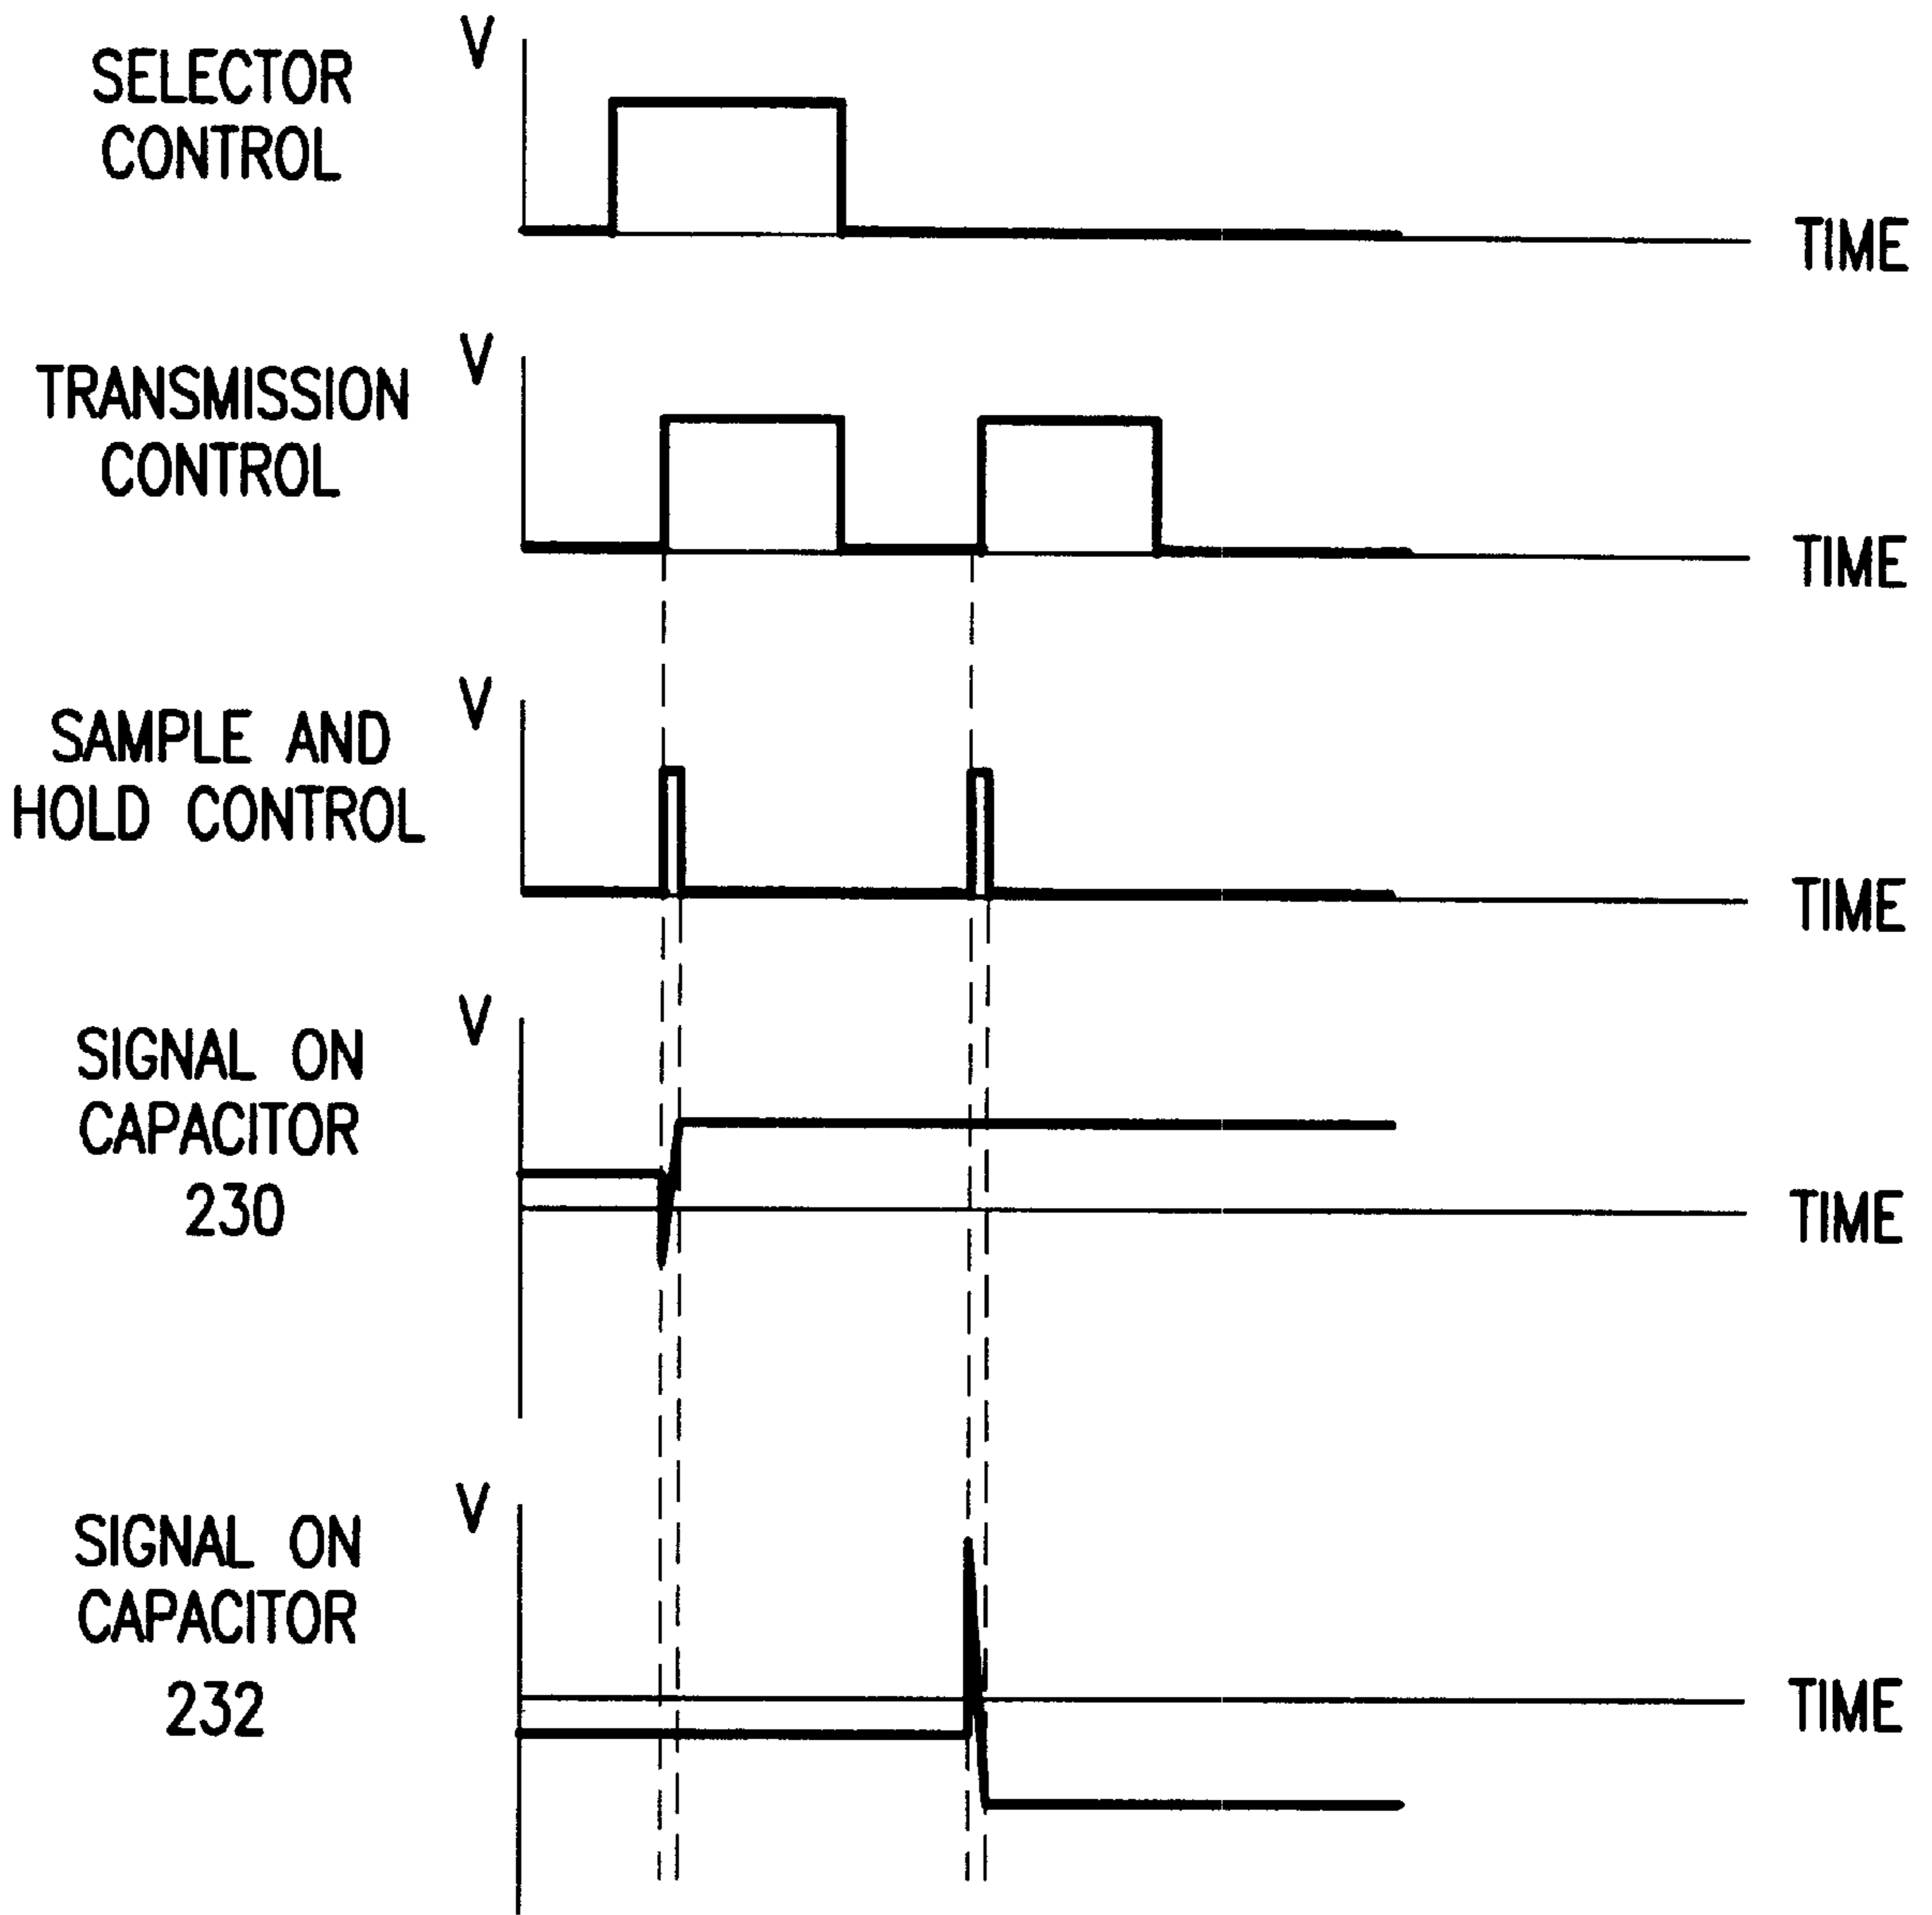 V
SELECTOR
CONTROL
TIME
V
TRANSMISSION
CONTROL
TIME
V
SAMPLE AND
HOLD CONTROL
TIME
V
SIGNAL ON
CAPACITOR
230
TIME
V
SIGNAL ON
CAPACITOR
232
TIME